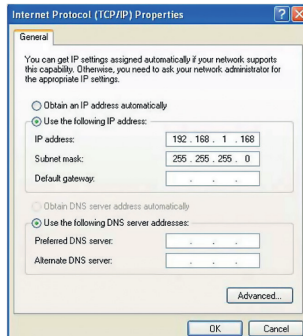 Internet Protocol (TCP/IP) Properties
General
You can get IP settings assigned automatically if your network supports
this capability. Otherwise, you need to ask your network administrator for
the appropriate IP settings.
Obtain an IP address automatically
Use the following IP address:
IP address: 192 . 168 . 1 . 168
Subnet mask: 255 . 255 . 255 . 0
Default gateway: . . .
Obtain DNS server address automatically
Use the following DNS server addresses:
Preferred DNS server: . . .
Alternate DNS server: . . .
Advanced...
OK Cancel